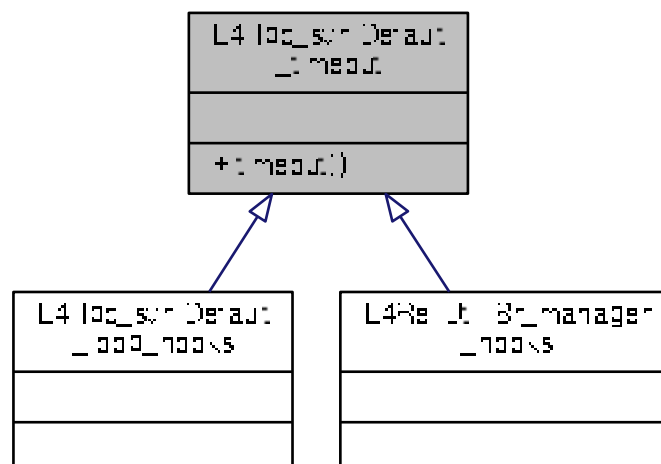 L4::Ipc_svr::Default
_timeout
+ timeout()
L4::Ipc_svr::Default
_loop_hooks
L4Re::Util::Br_manager
_hooks